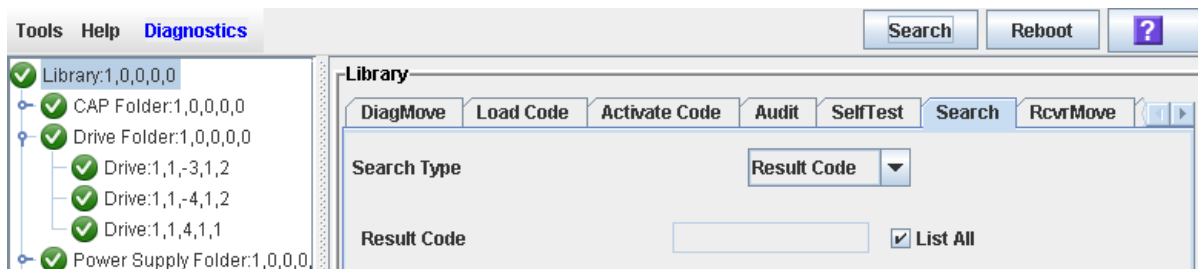 Tools Help Diagnostics Search Reboot ?
Library:1,0,0,0,0
CAP Folder:1,0,0,0,0
Drive Folder:1,0,0,0,0
Drive:1,1,-3,1,2
Drive:1,1,-4,1,2
Drive:1,1,4,1,1
Power Supply Folder:1,0,0,0,
Library
DiagMove Load Code Activate Code Audit SelfTest Search RcvrMove
Search Type Result Code
Result Code List All